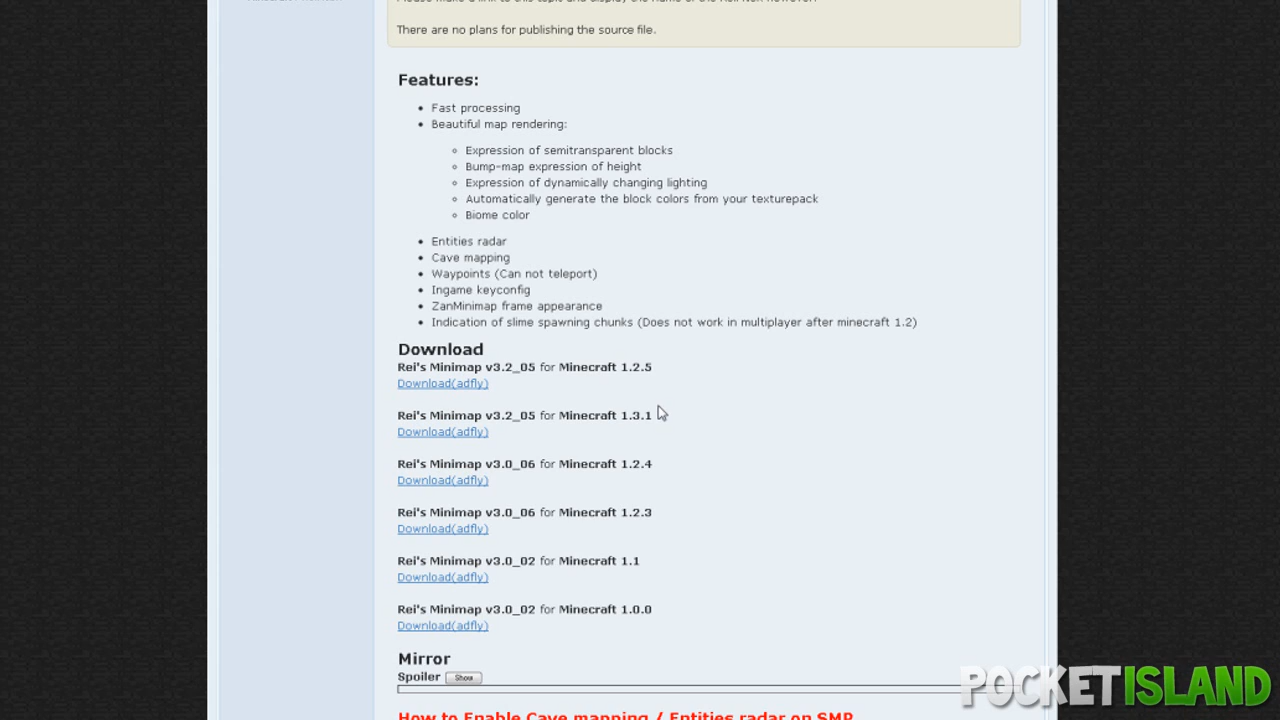 There are no plans for publishing the source file.
Features:
Fast processing
Beautiful map rendering:
Expression of semitransparent blocks
Bump-map expression of height
Expression of dynamically changing lighting
Automatically generate the block colors from your texturepack
Biome color
Entities radar
Cave mapping
Waypoints (Can not teleport)
Ingame keyconfig
ZanMinimap frame appearance
Indication of slime spawning chunks (Does not work in multiplayer after minecraft 1.2)
Download
Rei's Minimap v3.2_05 for Minecraft 1.2.5
Download(adfly)
Rei's Minimap v3.2_05 for Minecraft 1.3.1
Download(adfly)
Rei's Minimap v3.0_06 for Minecraft 1.2.4
Download(adfly)
Rei's Minimap v3.0_06 for Minecraft 1.2.3
Download(adfly)
Rei's Minimap v3.0_02 for Minecraft 1.1
Download(adfly)
Rei's Minimap v3.0_02 for Minecraft 1.0.0
Download(adfly)
Mirror
Spoiler Show
POCKETISLAND
How to Enable Cave mapping / Entities radar on SMP